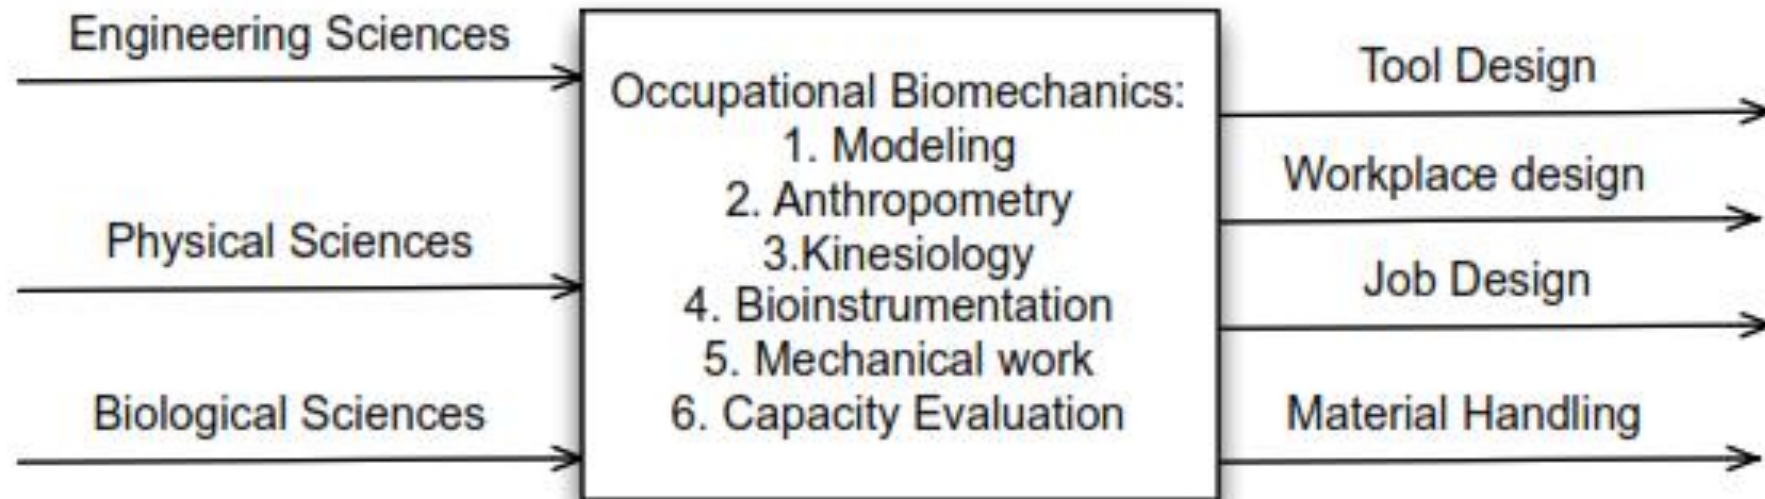 Engineering Sciences
Physical Sciences
Biological Sciences
Occupational Biomechanics:
1. Modeling
2. Anthropometry
3.Kinesiology
4. Bioinstrumentation
5. Mechanical work
6. Capacity Evaluation
Tool Design
Workplace design
Job Design
Material Handling